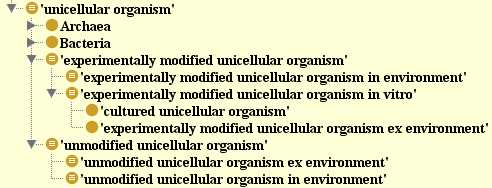 'unicellular organism'
Archaea
Bacteria
'experimentally modified unicellular organism'
'experimentally modified unicellular organism in environment'
'experimentally modified unicellular organism in vitro'
'cultured unicellular organism'
'experimentally modified unicellular organism ex environment'
'unmodified unicellular organism'
'unmodified unicellular organism ex environment'
'unmodified unicellular organism in environment'